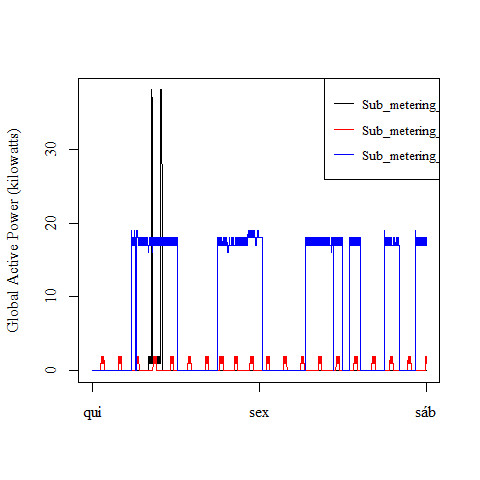 Global Active Power (kilowatts)
30
20
10
0
Sub_metering_
Sub_metering_
Sub_metering_
qui
sex
sáb